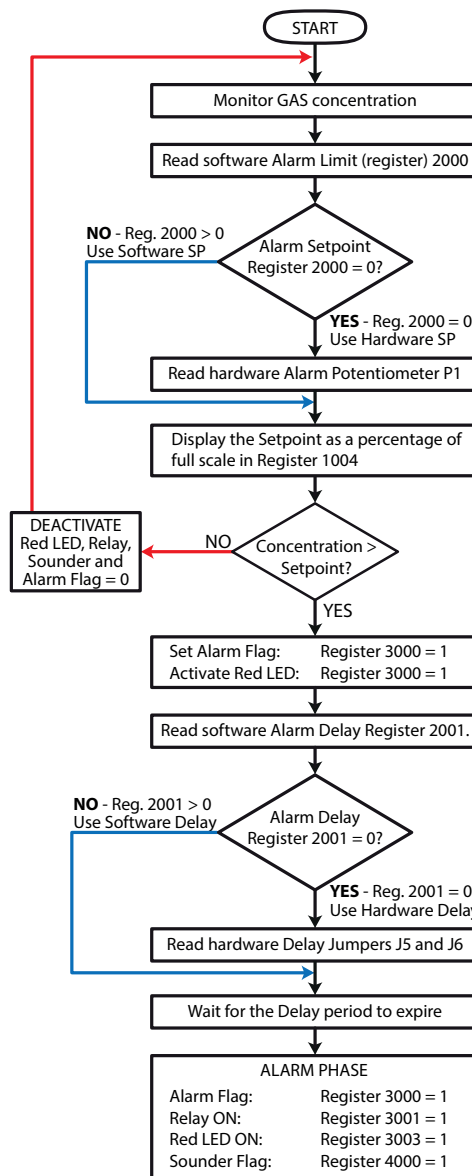 START
Monitor GAS concentration
Read software Alarm Limit (register) 2000
NO - Reg. 2000 > 0
Use Software SP
Alarm Setpoint
Register 2000 = 0?
YES - Reg. 2000 = 0
Use Hardware SP
Read hardware Alarm Potentiometer P1
Display the Setpoint as a percentage of
full scale in Register 1004
DEACTIVATE
Red LED, Relay,
Sounder and
Alarm Flag = 0
NO
Concentration >
Setpoint?
YES
Set Alarm Flag: Register 3000 = 1
Activate Red LED: Register 3000 = 1
Read software Alarm Delay Register 2001.
NO - Reg. 2001 > 0
Use Software Delay
Alarm Delay
Register 2001 = 0?
YES - Reg. 2001 = 0
Use Hardware Delay
Read hardware Delay Jumpers J5 and J6
Wait for the Delay period to expire
ALARM PHASE
Alarm Flag: Register 3000 = 1
Relay ON: Register 3001 = 1
Red LED ON: Register 3003 = 1
Sounder Flag: Register 4000 = 1